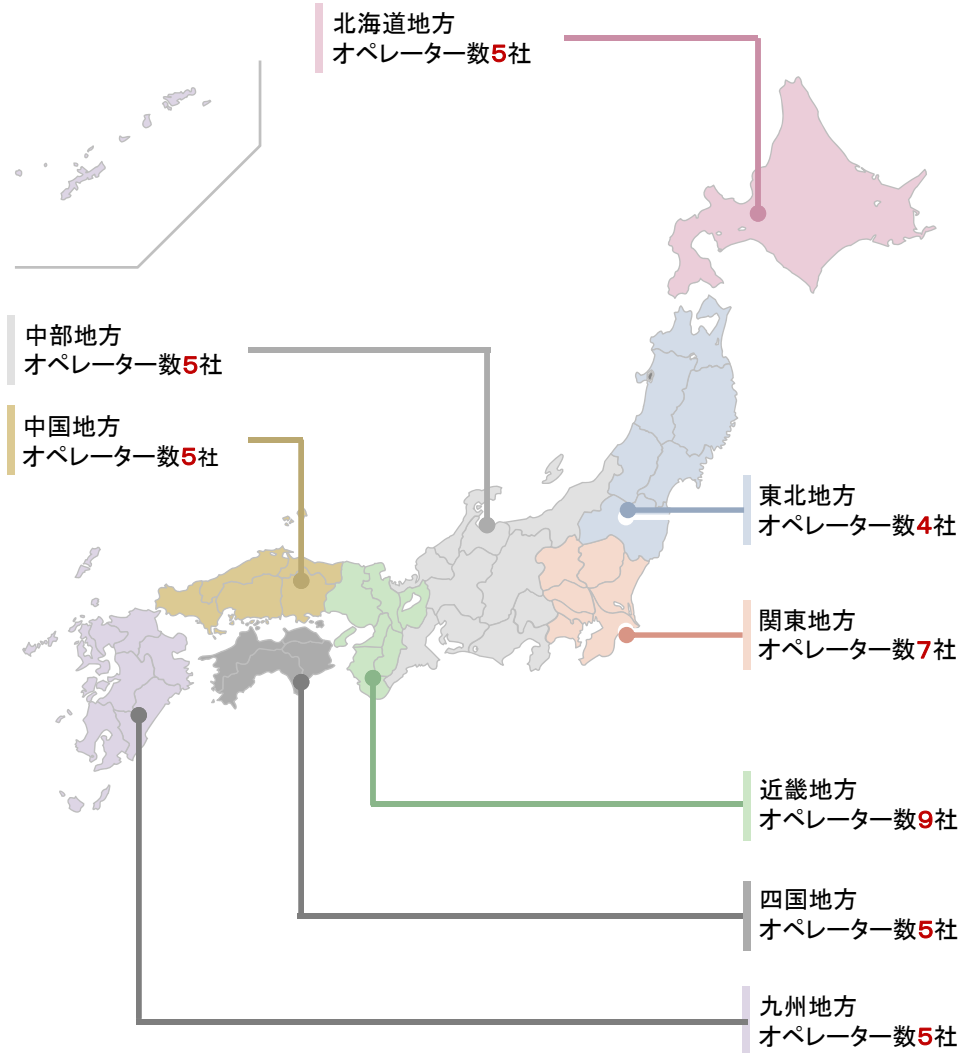 北海道地方
オペレーター数5社
中部地方
オペレーター数5社
中国地方
オペレーター数5社
東北地方
オペレーター数4社
関東地方
オペレーター数7社
近畿地方
オペレーター数9社
四国地方
オペレーター数5社
九州地方
オペレーター数5社